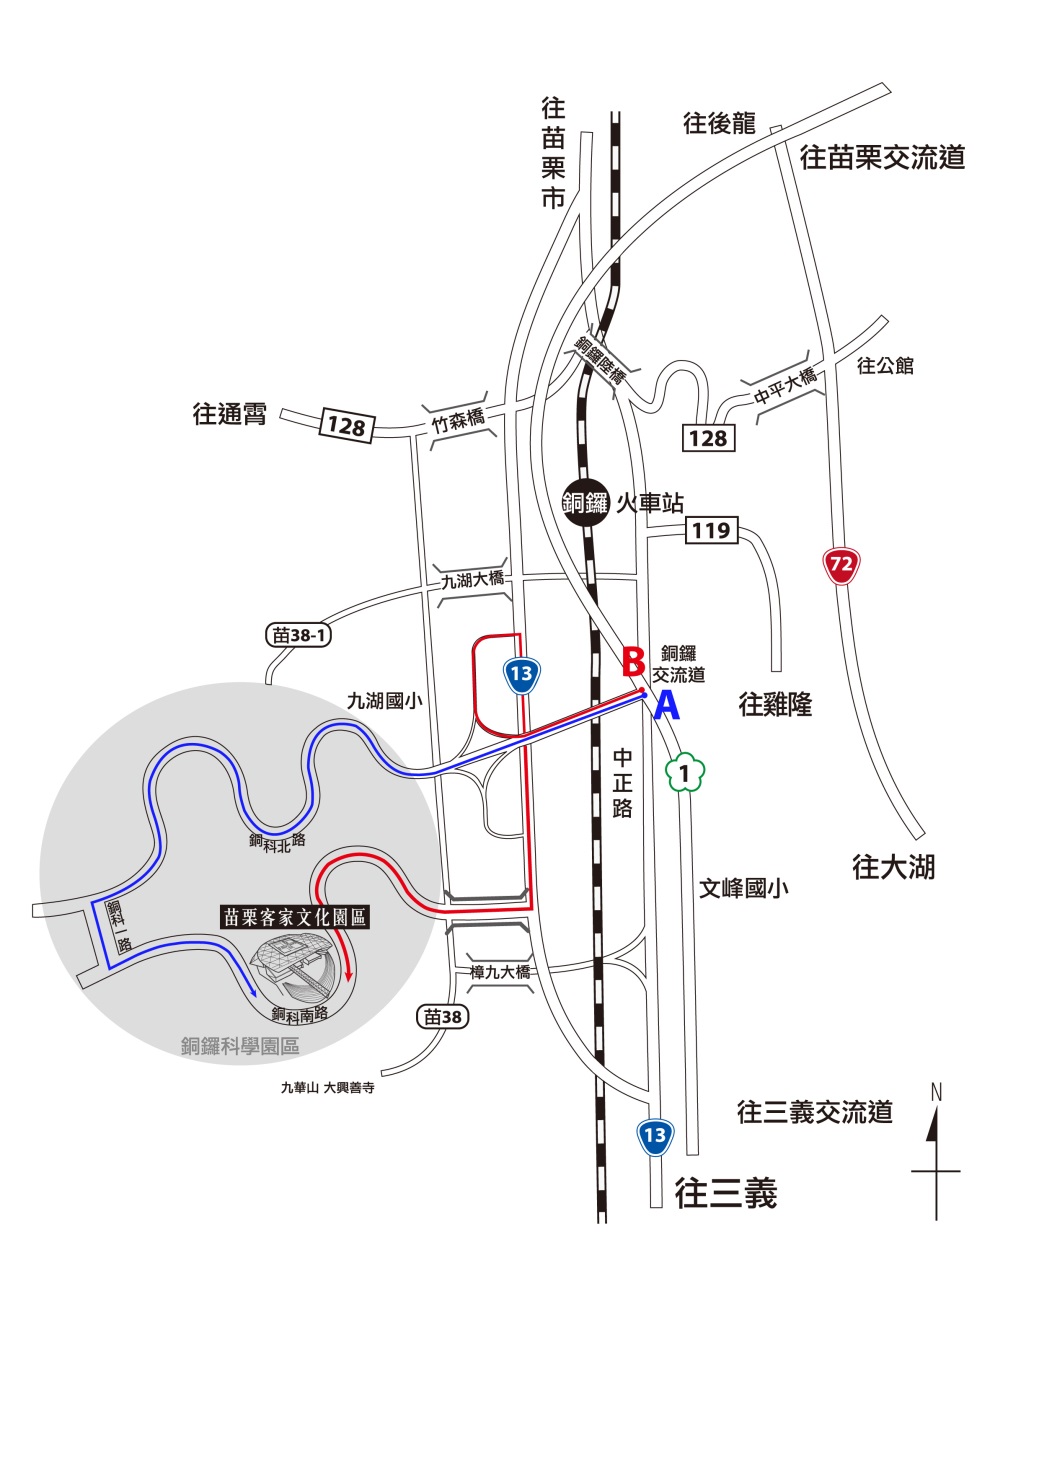 往苗栗市
往後龍
往苗栗交流道
銅鑼陸橋
往公館
中平大橋
往通霄
128
竹森橋
128
銅鑼
火車站
119
72
九湖大橋
苗38-1
B
銅鑼
交流道
13
九湖國小
A
往雞隆
中正路
1
銅科北路
往大湖
文峰國小
銅科一路
苗栗客家文化園區
樟九大橋
銅科南路
苗38
銅鑼科學園區
九華山 大興善寺
N
往三義交流道
13
往三義